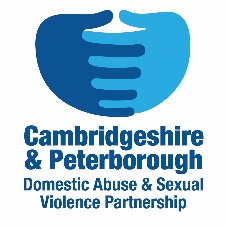 Cambridgeshire
& Peterborough
Domestic Abuse & Sexual
Violence Partnership